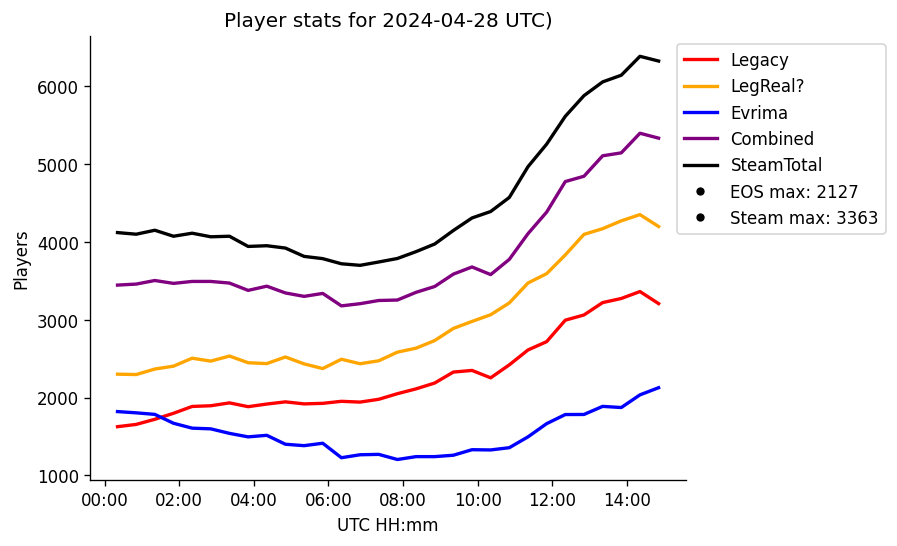 Player stats for 2024-04-28 UTC)
Players
6000
5000
4000
3000
2000
1000
00:00 02:00 04:00 06:00 08:00 10:00 12:00 14:00
UTC HH:mm
Legacy
LegReal?
Evrima
Combined
SteamTotal
EOS max: 2127
Steam max: 3363